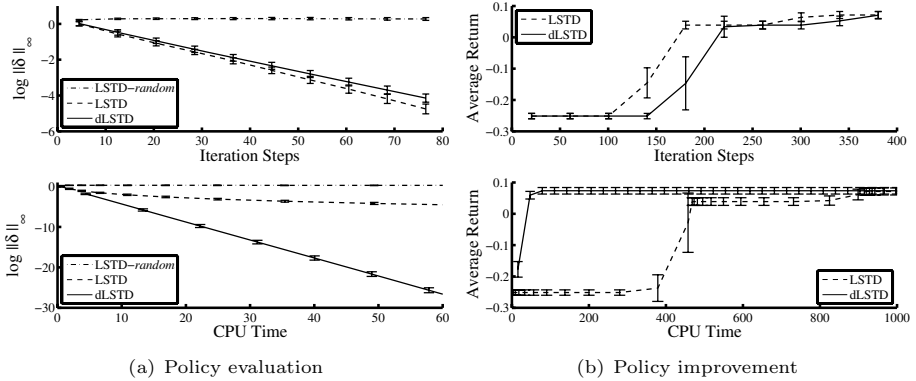 0
−2
−4
−6
log ||δ||∞
LSTD−random
LSTD
dLSTD
0 10 20 30 40 50 60 70 80
Iteration Steps
0.1
0
−0.1
−0.2
−0.3
Average Return
LSTD
dLSTD
0 50 100 150 200 250 300 350 400
Iteration Steps
0
−10
−20
−30
log ||δ||∞
LSTD−random
LSTD
dLSTD
0 10 20 30 40 50 60
CPU Time
0.1
0
−0.1
−0.2
−0.3
Average Return
LSTD
dLSTD
0 200 400 600 800 1000
CPU Time
(a) Policy evaluation
(b) Policy improvement